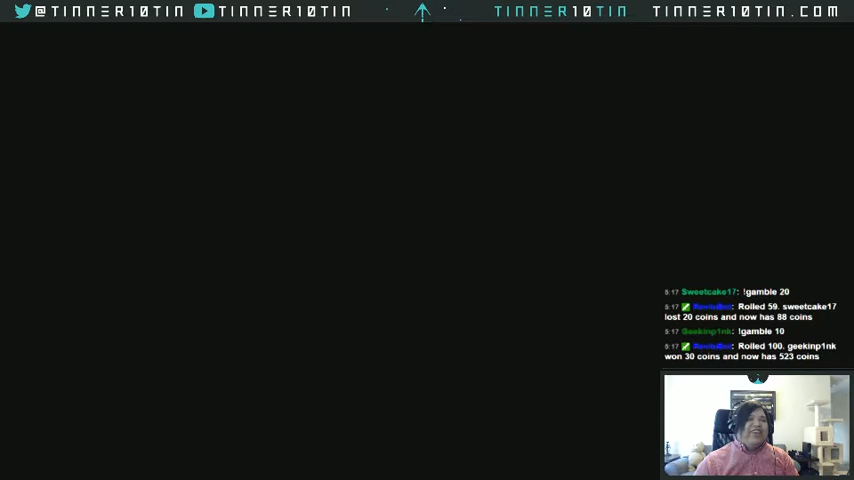 @TINNER10TIN TINNER10TIN TINNER10TIN TINNER10TIN.COM
5:17 Sweetcake17: !gamble 20
5:17 Rolled 59. sweetcake17
lost 20 coins and now has 88 coins
5:17 Geekinp1nk: !gamble 10
5:17 Rolled 100. geekinp1nk
won 30 coins and now has 523 coins